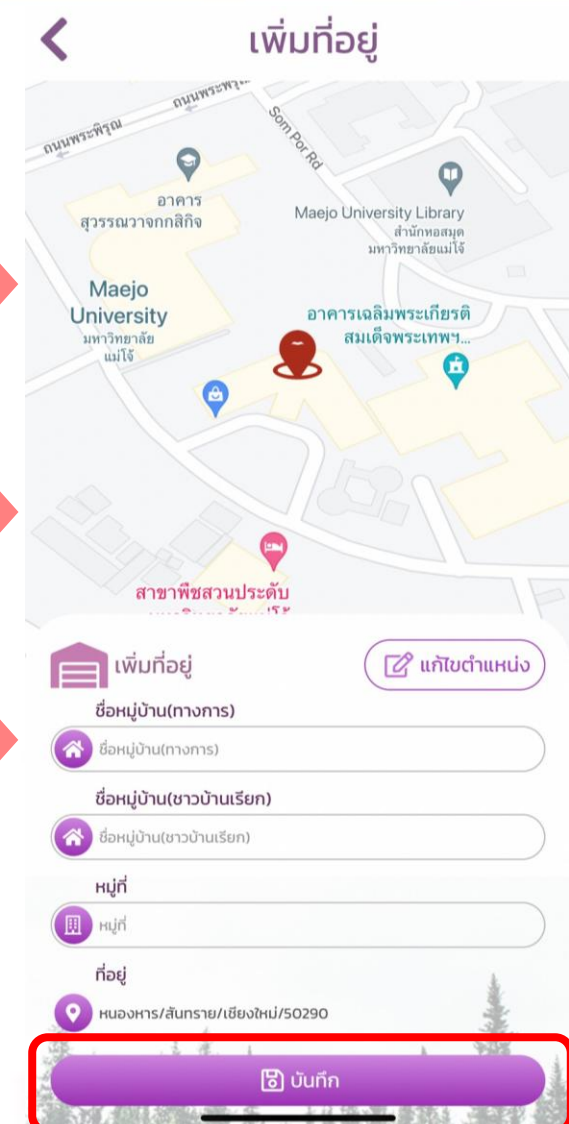 เพิ่มที่อยู่
ถนนพระพิรุณ
Som Por Rd
ถนนพระพิรุณ
อาคาร
สุวรรณวาจกกสิกิจ
Maejo University Library
สำนักหอสมุด
มหาวิทยาลัยแม่โจ้
Maejo
University
มหาวิทยาลัย
แม่โจ้
อาคารเฉลิมพระเกียรติ
สมเด็จพระเทพฯ...
สาขาพืชสวนประดับ
เพิ่มที่อยู่
แก้ไขตำแหน่ง
ชื่อหมู่บ้าน(ทางการ)
ชื่อหมู่บ้าน(ทางการ)
ชื่อหมู่บ้าน(ชาวบ้านเรียก)
ชื่อหมู่บ้าน(ชาวบ้านเรียก)
หมู่ที่
หมู่ที่
ที่อยู่
หนองหาร/สันทราย/เชียงใหม่/50290
บันทึก